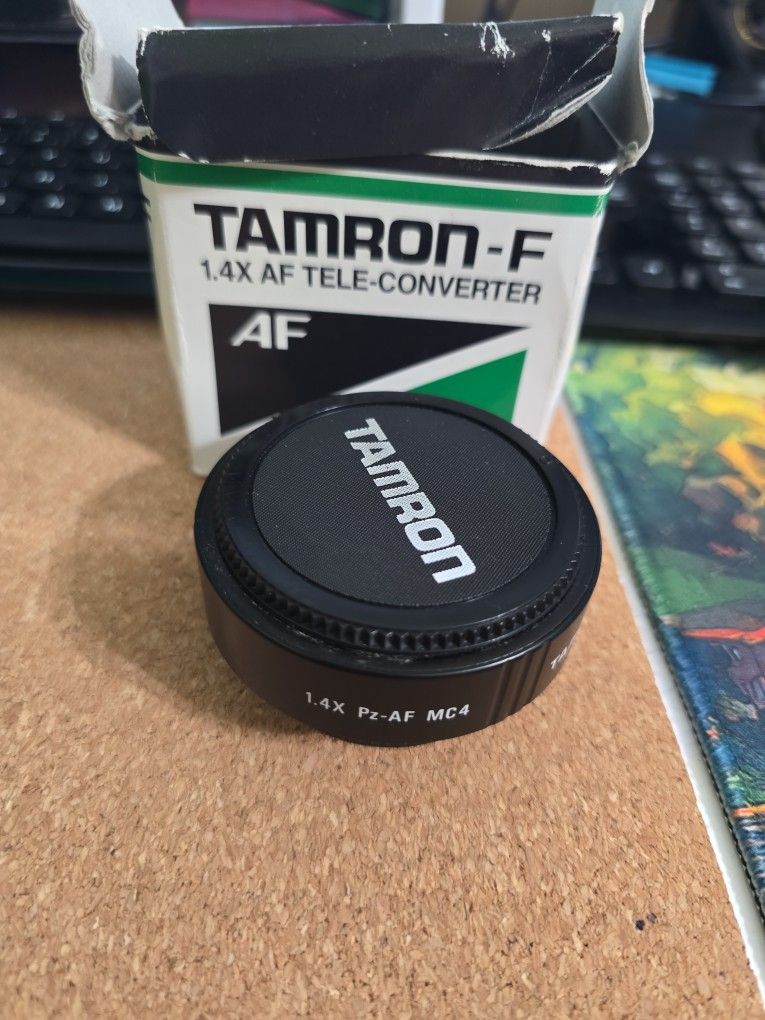 TAMRON-F
1.4X AF TELE-CONVERTER
AF
TAMRON
1.4X Pz-AF MC4